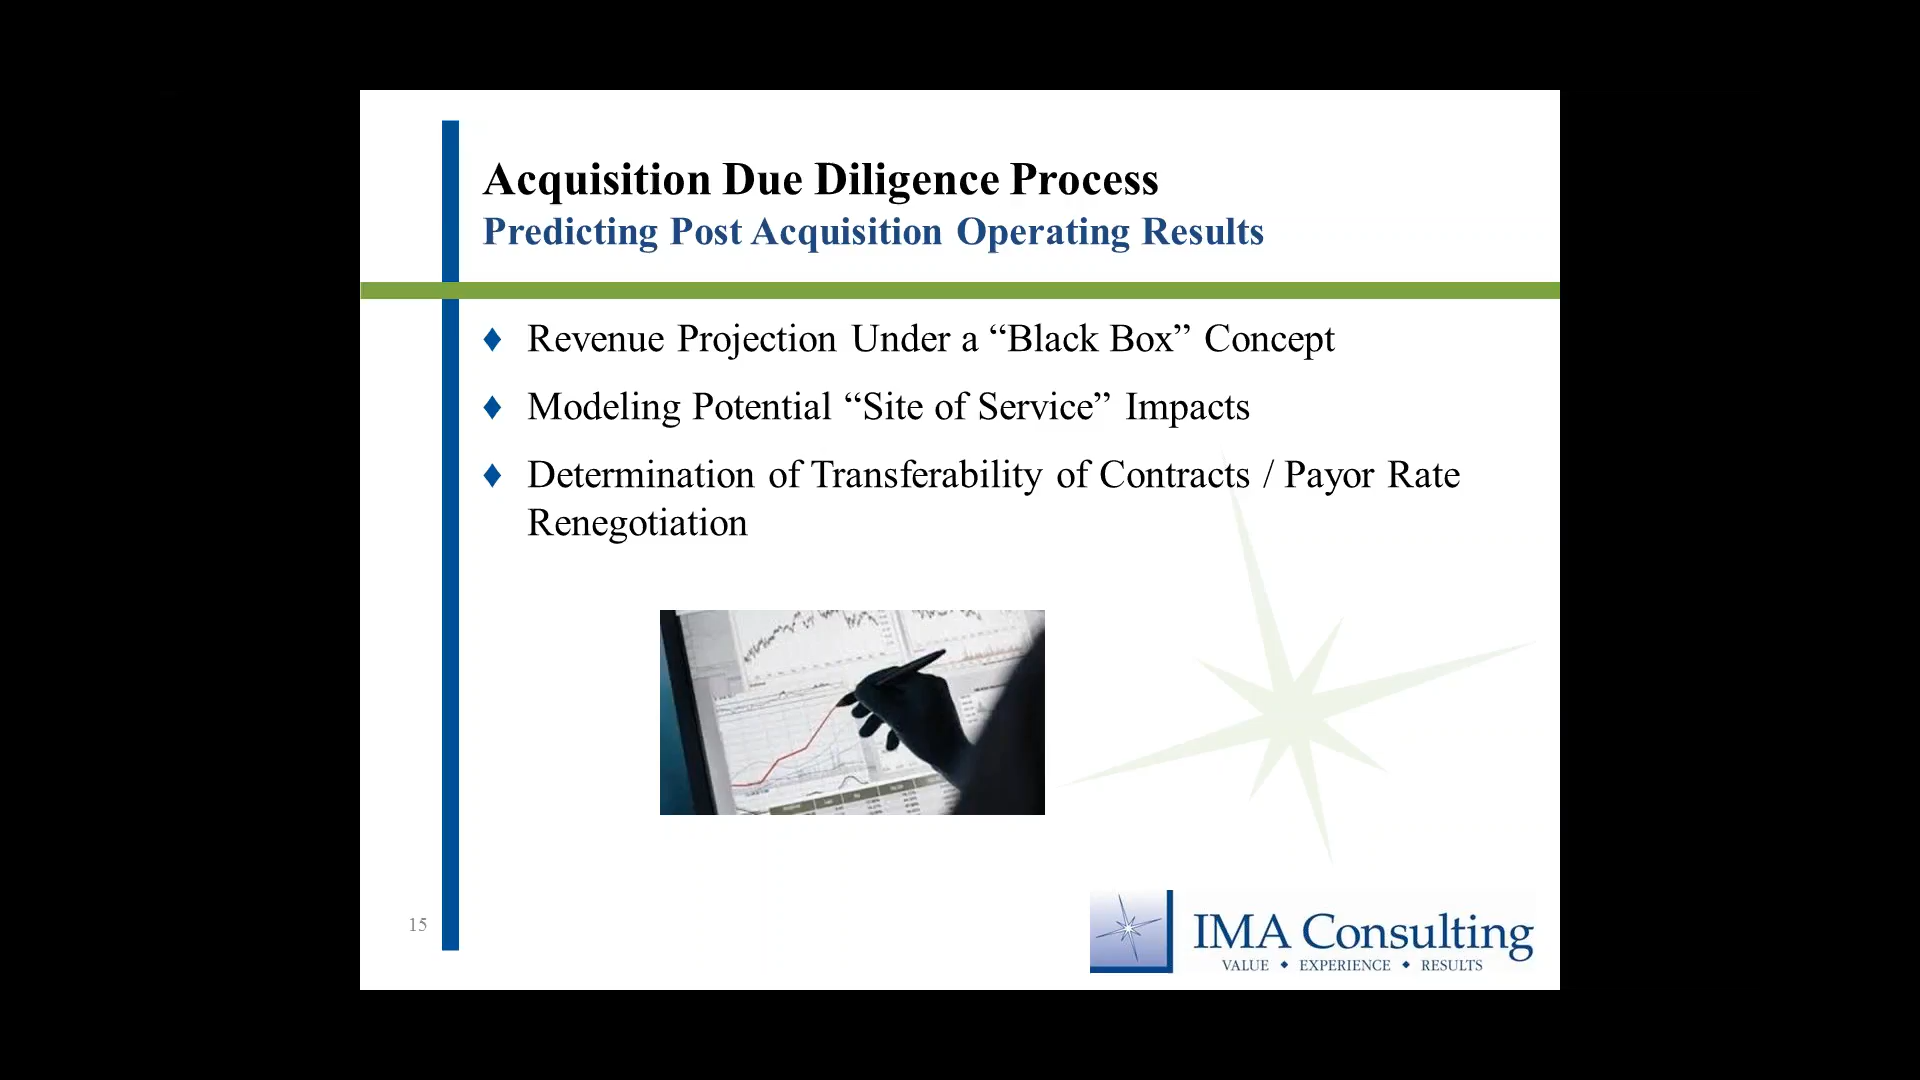 Acquisition Due Diligence Process
Predicting Post Acquisition Operating Results
♦ Revenue Projection Under a “Black Box” Concept
♦ Modeling Potential “Site of Service” Impacts
♦ Determination of Transferability of Contracts / Payor Rate
Renegotiation
15
IMA Consulting
VALUE ◆ EXPERIENCE ◆ RESULTS